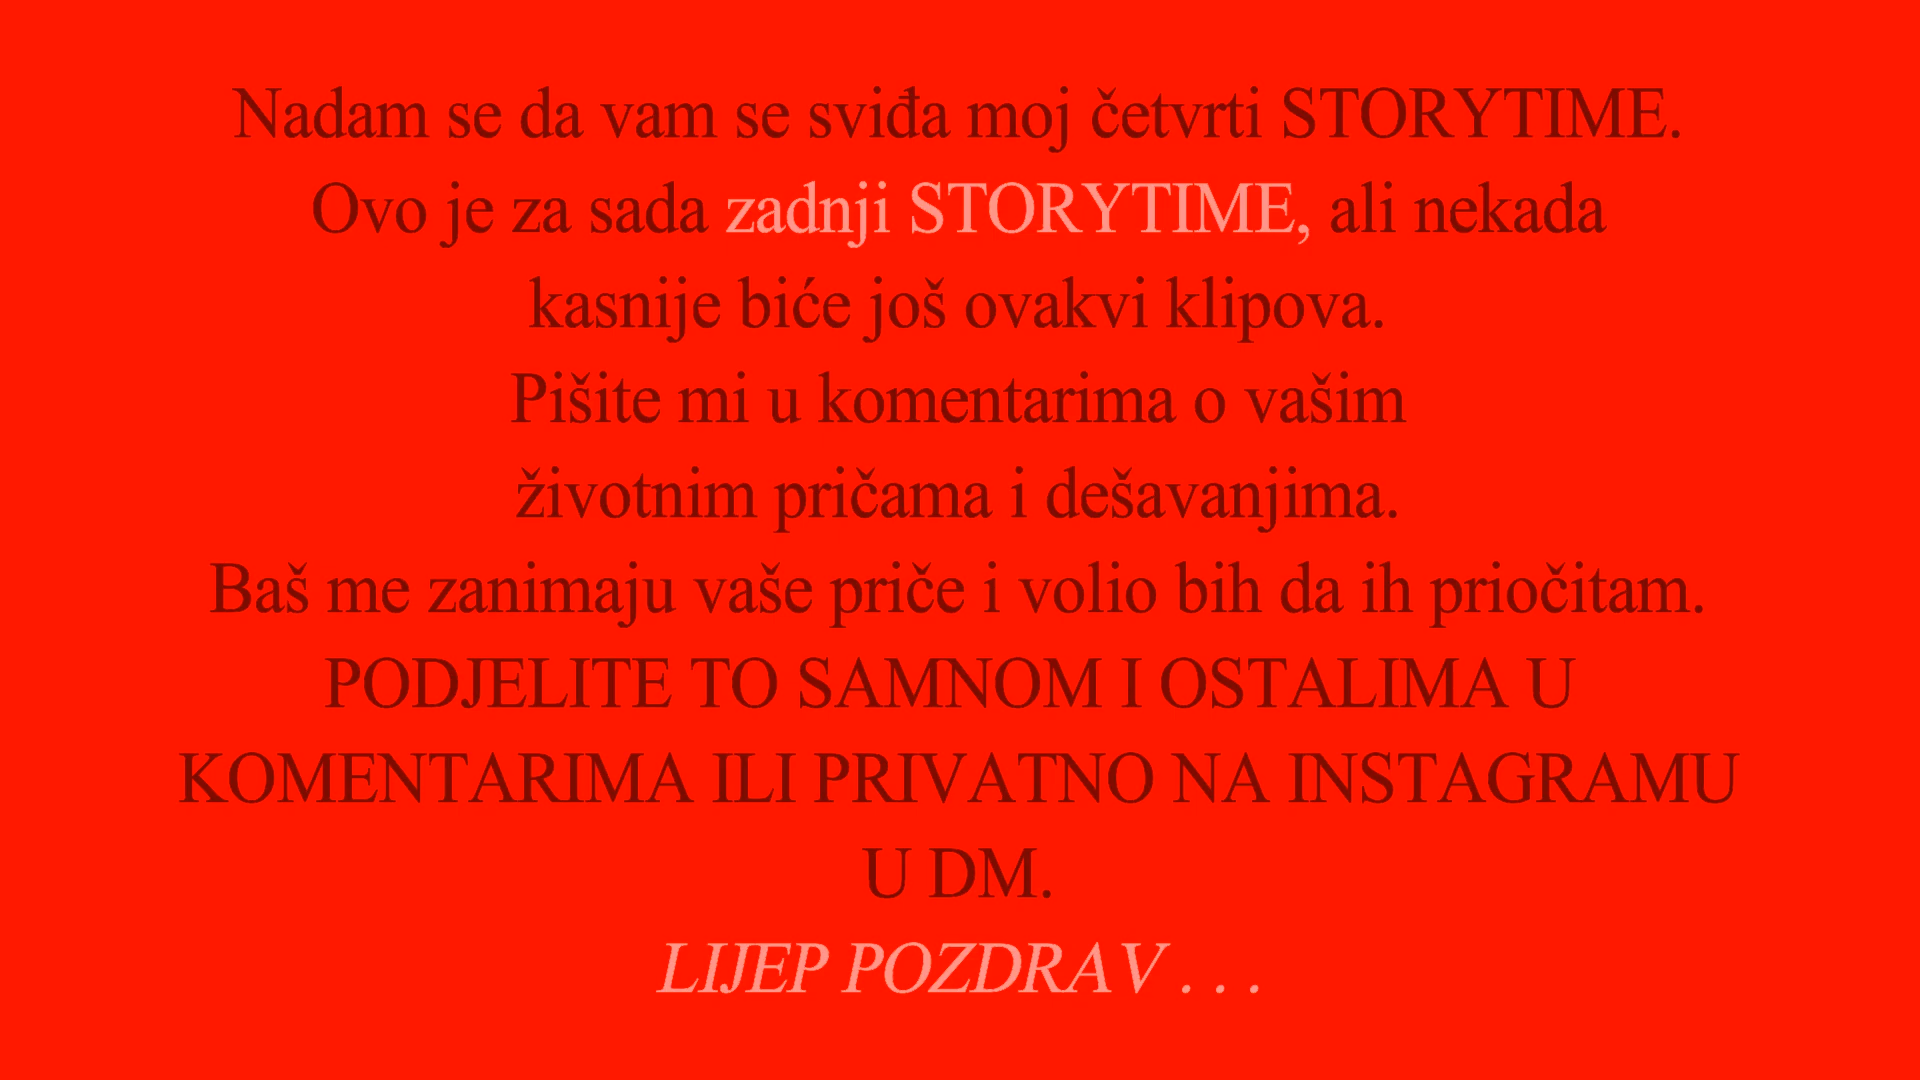 Nadam se da vam se sviđa moj četvrti STORYTIME.
Ovo je za sada zadnji STORYTIME, ali nekada
kasnije biće još ovakvi klipova.
Pišite mi u komentarima o vašim
životnim pričama i dešavanjima.
Baš me zanimaju vaše priče i volio bih da ih priočitam.
PODJELITE TO SAMNOM I OSTALIMA U
KOMENTARIMA ILI PRIVATNO NA INSTAGRAMU
U DM.
LIJEP POZDRAV . . .